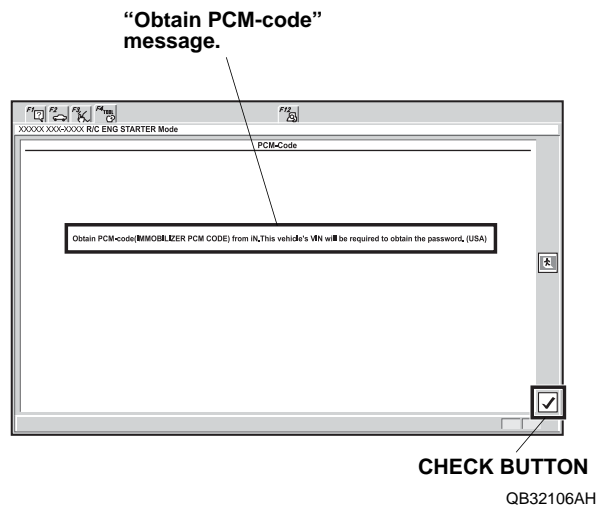 “Obtain PCM-code”
message.
F1 F2 F3 F4 TOOL F12
XXXXX XXX-XXXX R/C ENG STARTER Mode
PCM-Code
Obtain PCM-code(IMMOBILIZER PCM CODE) from iN.This vehicle's VIN will be required to obtain the password. (USA)
CHECK BUTTON
QB32106AH